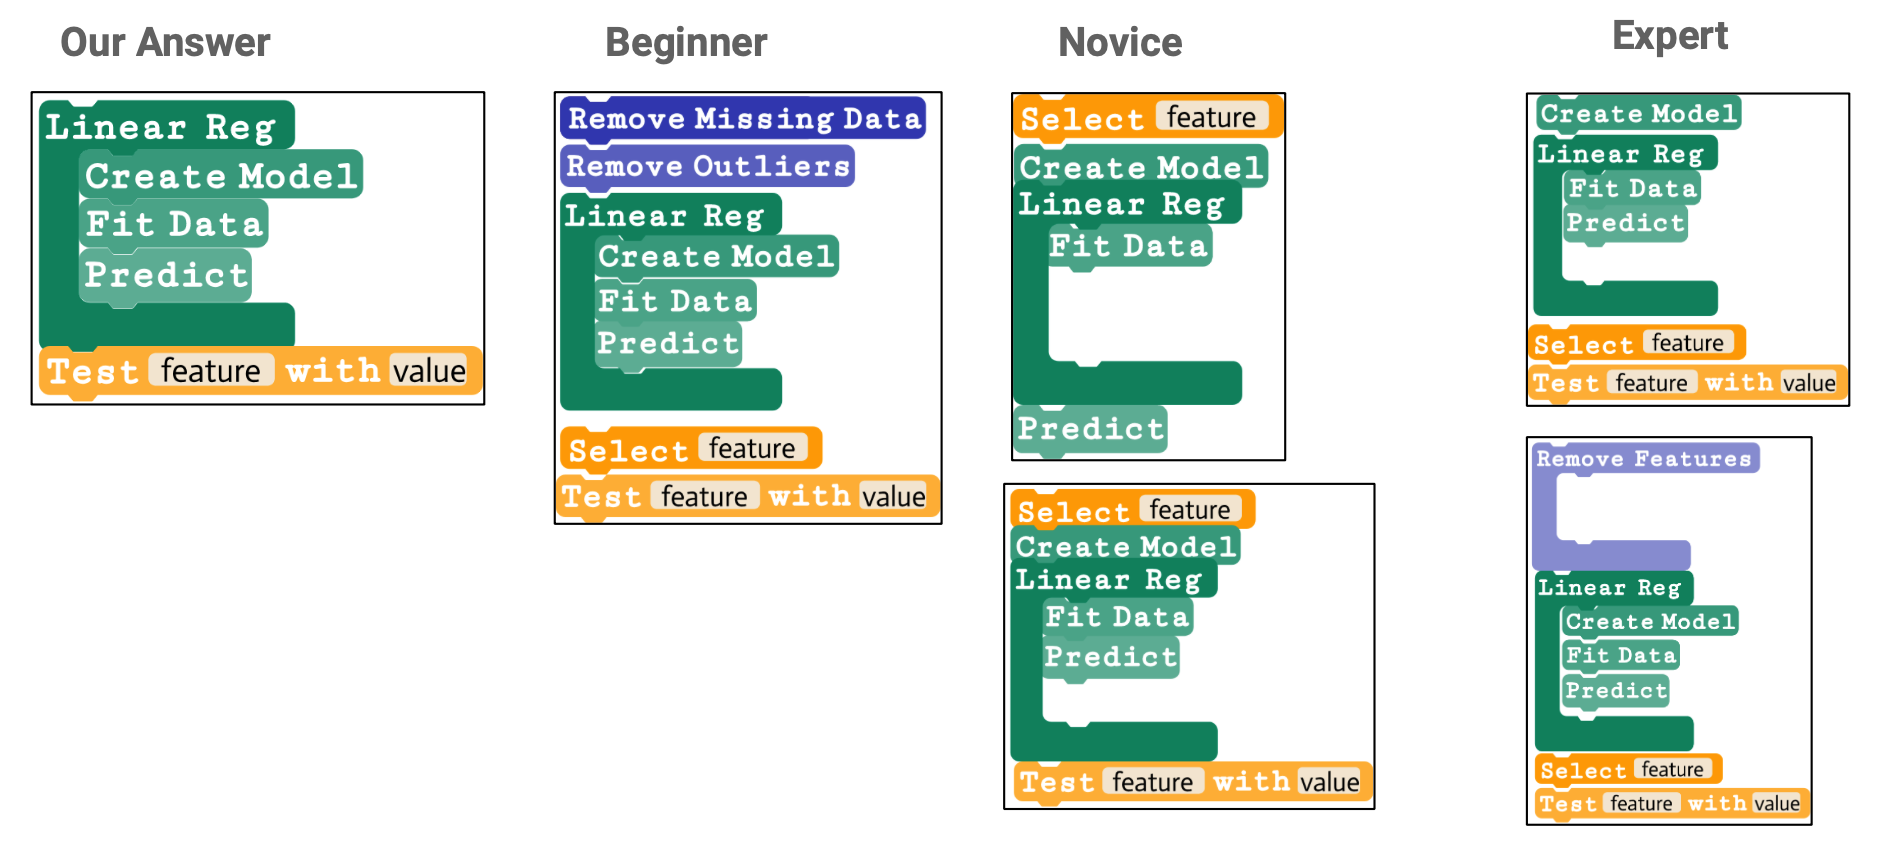 Our Answer
Linear Reg
Create Model
Fit Data
Predict
Test feature with value
Beginner
Remove Missing Data
Remove Outliers
Linear Reg
Create Model
Fit Data
Predict
Select feature
Test feature with value
Novice
Select feature
Create Model
Linear Reg
Fit Data
Predict
Select feature
Create Model
Linear Reg
Fit Data
Predict
Test feature with value
Expert
Create Model
Linear Reg
Fit Data
Predict
Select feature
Test feature with value
Remove Features
Linear Reg
Create Model
Fit Data
Predict
Select feature
Test feature with value